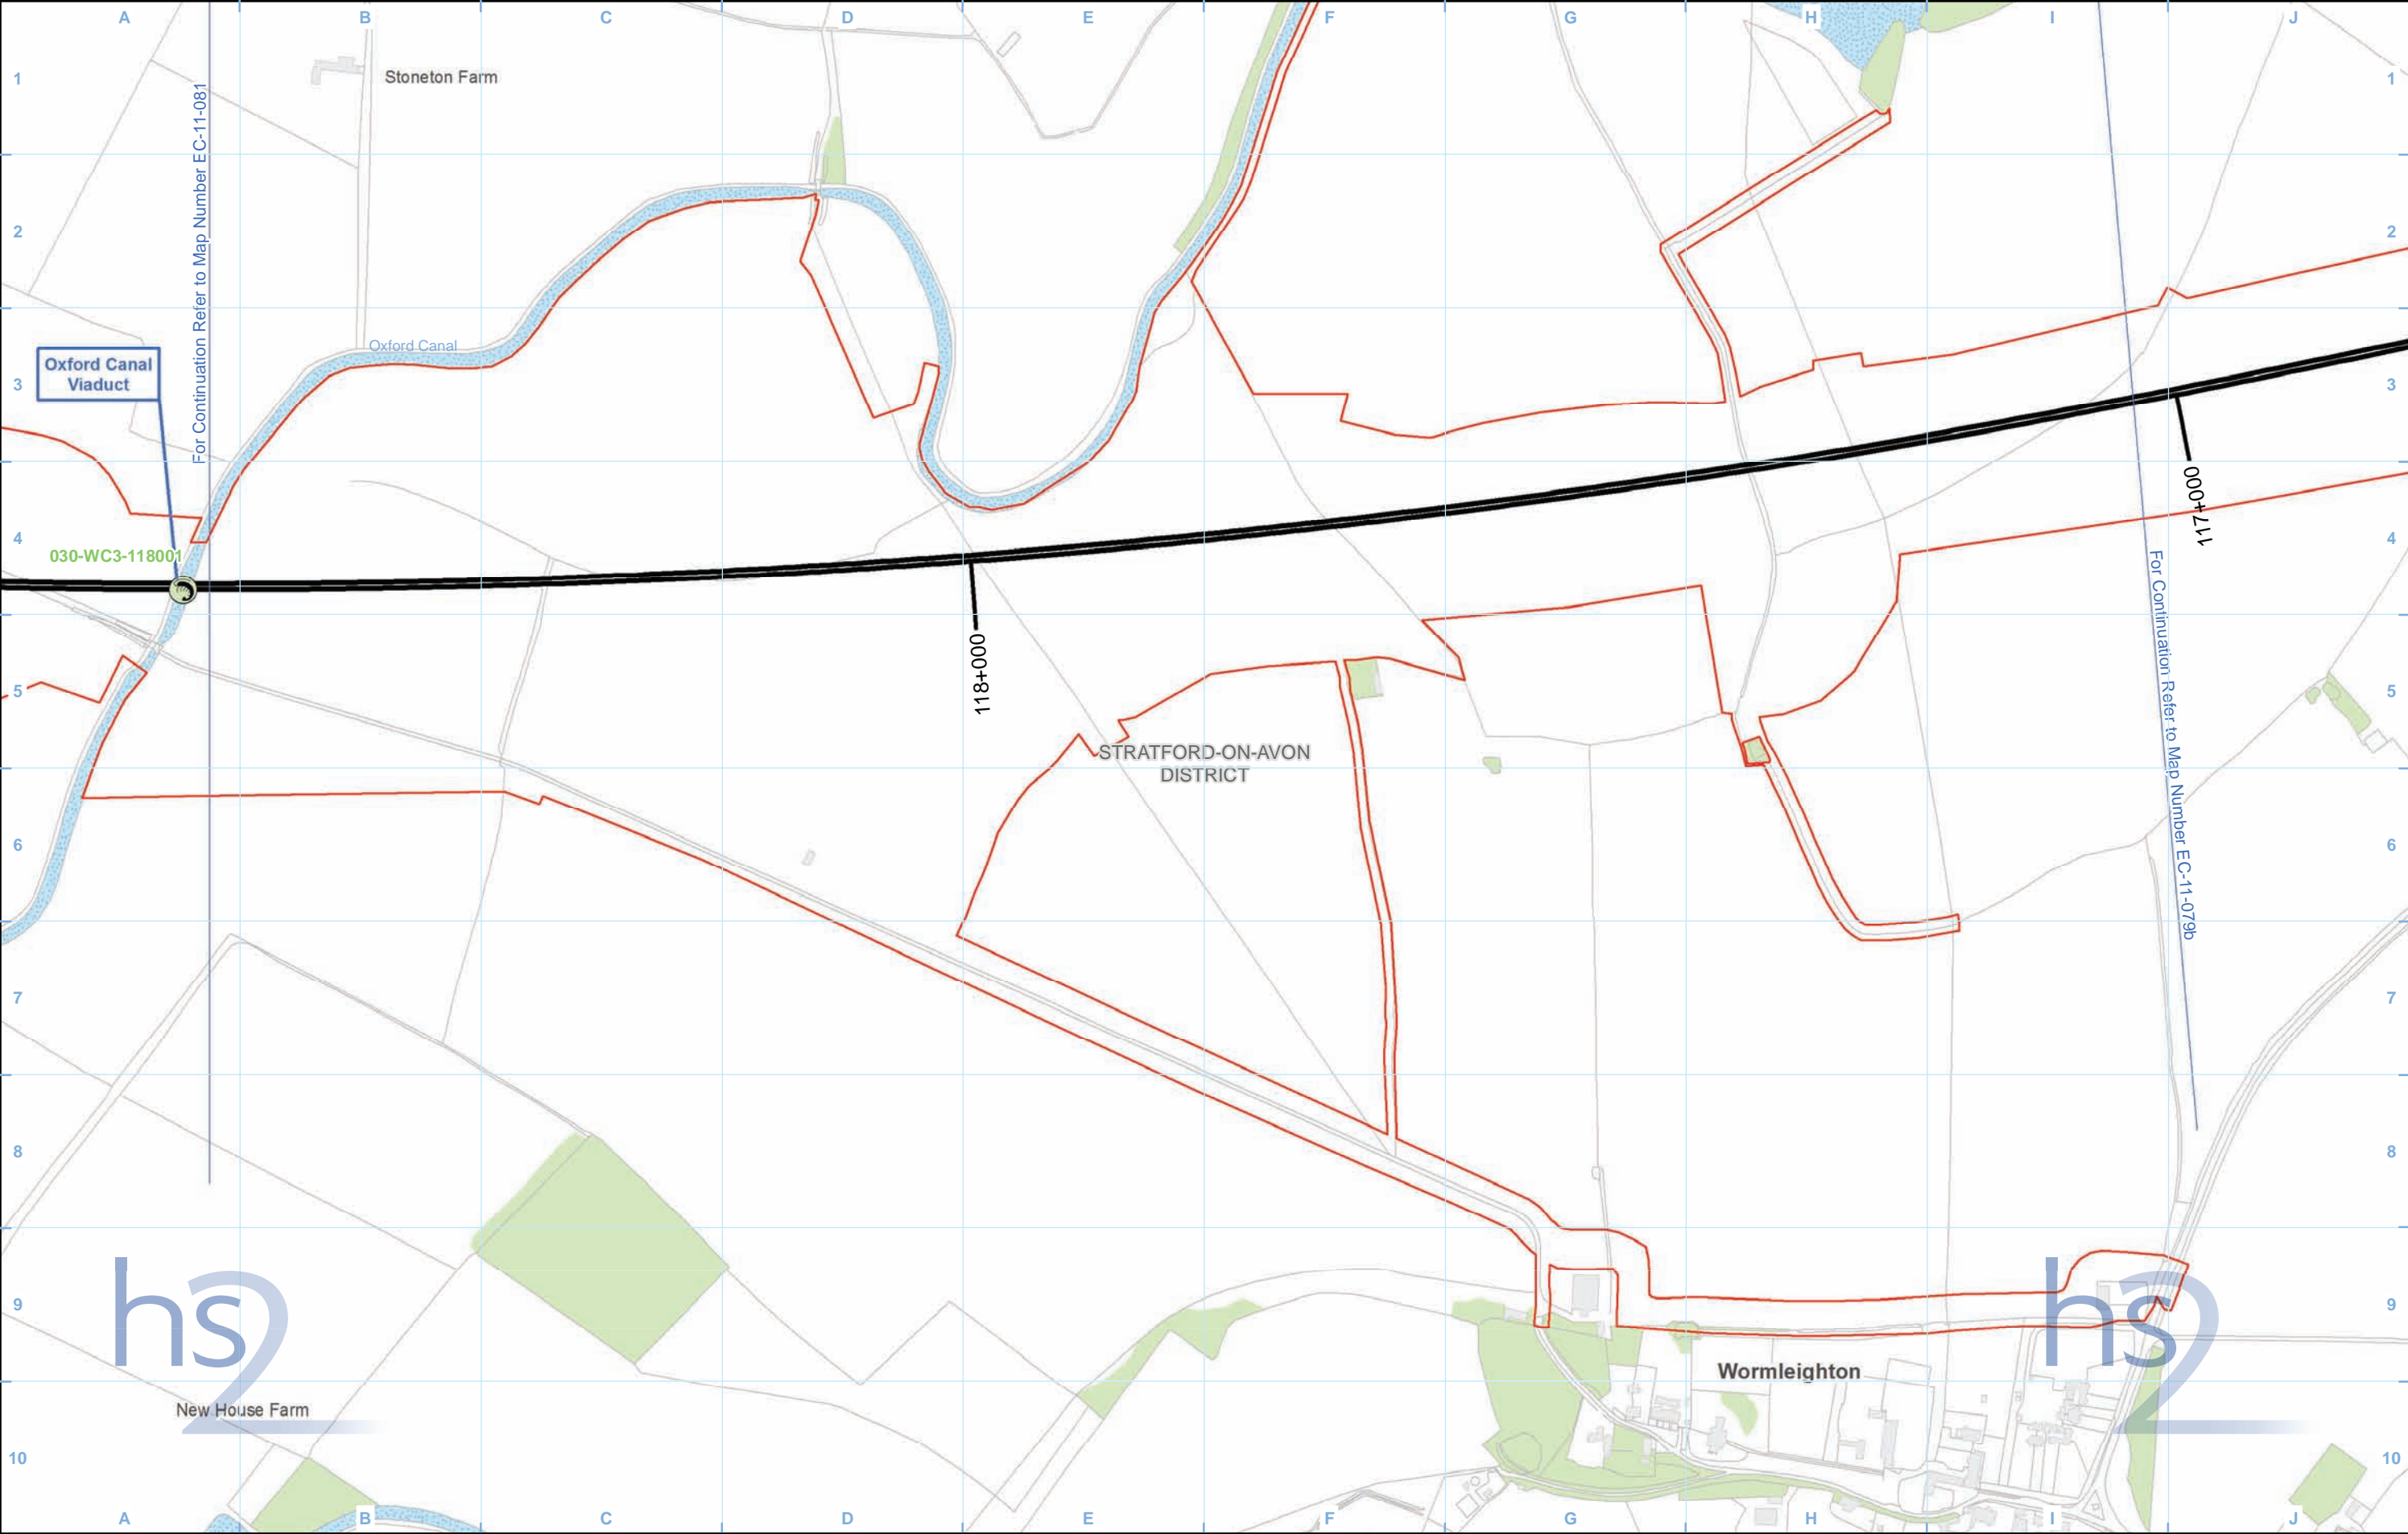 A B C D E F G H I J
1 1
Stoneton Farm
For Continuation Refer to Map Number EC-11-081
2 2
Oxford Canal
Oxford Canal
Viaduct
3 3
117+000
4 4
030-WC3-118001
118+000
For Continuation Refer to Map Number EC-11-079b
5 5
STRATFORD-ON-AVON
DISTRICT
6 6
7 7
8 8
9 9
hs2 hs2
Wormleighton
New House Farm
10 10
A B C D E F G H I J